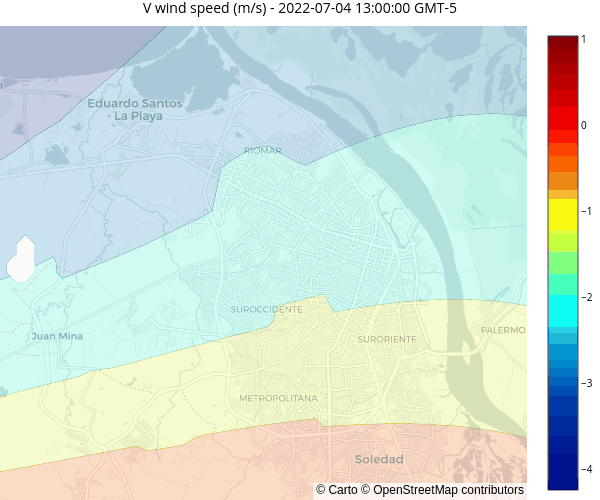 V wind speed (m/s) - 2022-07-04 13:00:00 GMT-5
1
Eduardo Santos
- La Playa
0
RIOMAR
−1
−2
SUROCCIDENTE
Juan Mina
SURORIENTE
PALERMO
−3
METROPOLITANA
Soledad
−4
© Carto © OpenStreetMap contributors